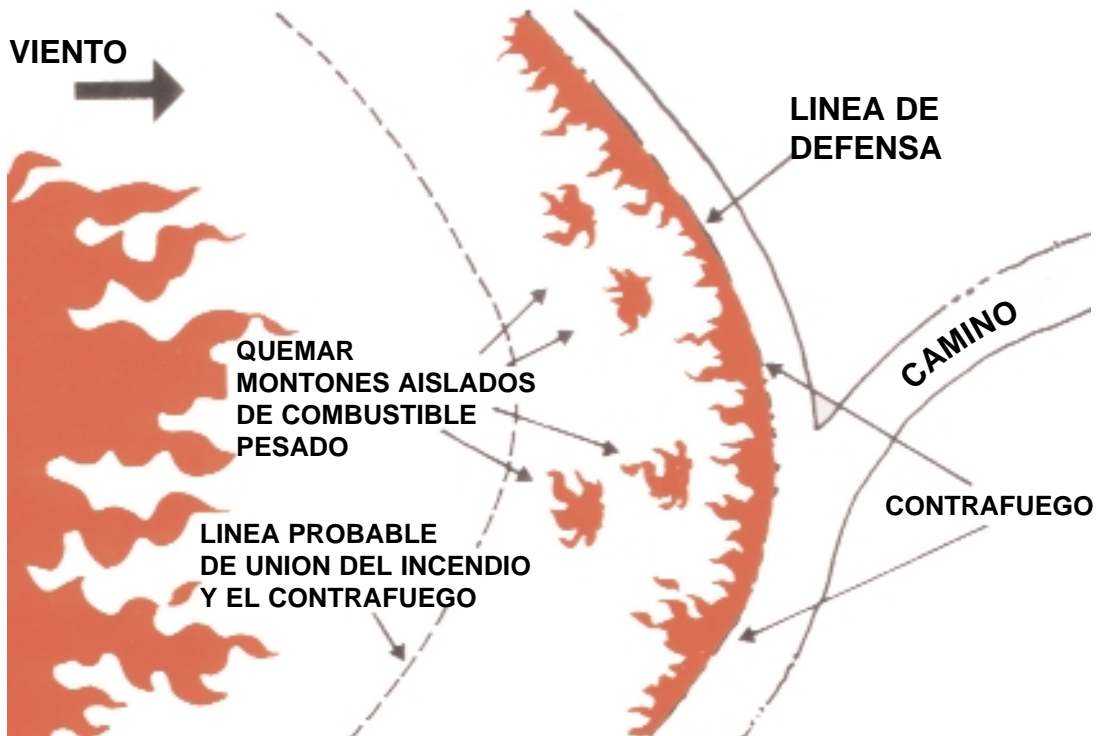 VIENTO
LINEA DE
DEFENSA
CAMINO
QUEMAR
MONTONES AISLADOS
DE COMBUSTIBLE
PESADO
CONTRAFUEGO
LINEA PROBABLE
DE UNION DEL INCENDIO
Y EL CONTRAFUEGO